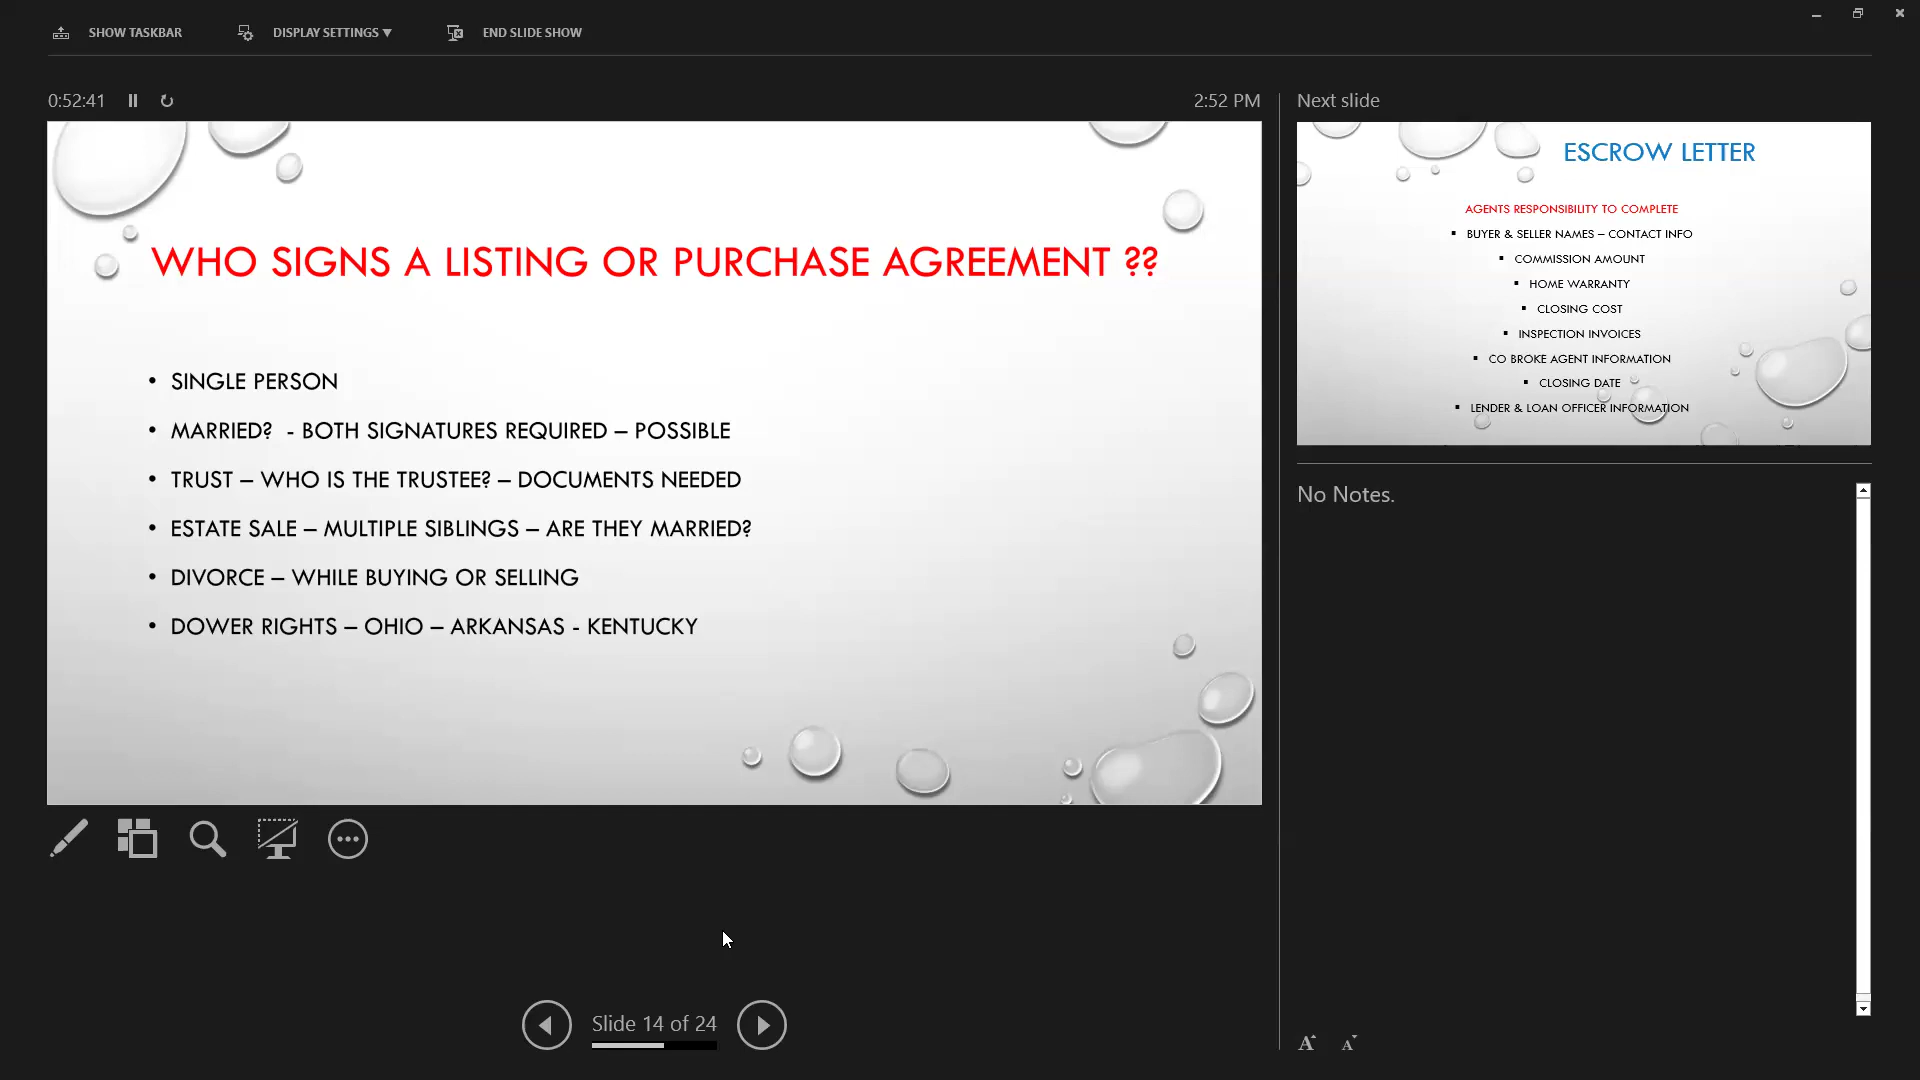 SHOW TASKBAR
DISPLAY SETTINGS ▼
END SLIDE SHOW
0:52:41
2:52 PM
Next slide
WHO SIGNS A LISTING OR PURCHASE AGREEMENT ??
• SINGLE PERSON
• MARRIED?  - BOTH SIGNATURES REQUIRED – POSSIBLE
• TRUST – WHO IS THE TRUSTEE? – DOCUMENTS NEEDED
• ESTATE SALE – MULTIPLE SIBLINGS – ARE THEY MARRIED?
• DIVORCE – WHILE BUYING OR SELLING
• DOWER RIGHTS – OHIO – ARKANSAS - KENTUCKY
ESCROW LETTER
AGENTS RESPONSIBILITY TO COMPLETE
▪ BUYER & SELLER NAMES – CONTACT INFO
▪ COMMISSION AMOUNT
▪ HOME WARRANTY
▪ CLOSING COST
▪ INSPECTION INVOICES
▪ CO BROKE AGENT INFORMATION
▪ CLOSING DATE
▪ LENDER & LOAN OFFICER INFORMATION
No Notes.
Slide 14 of 24
A A